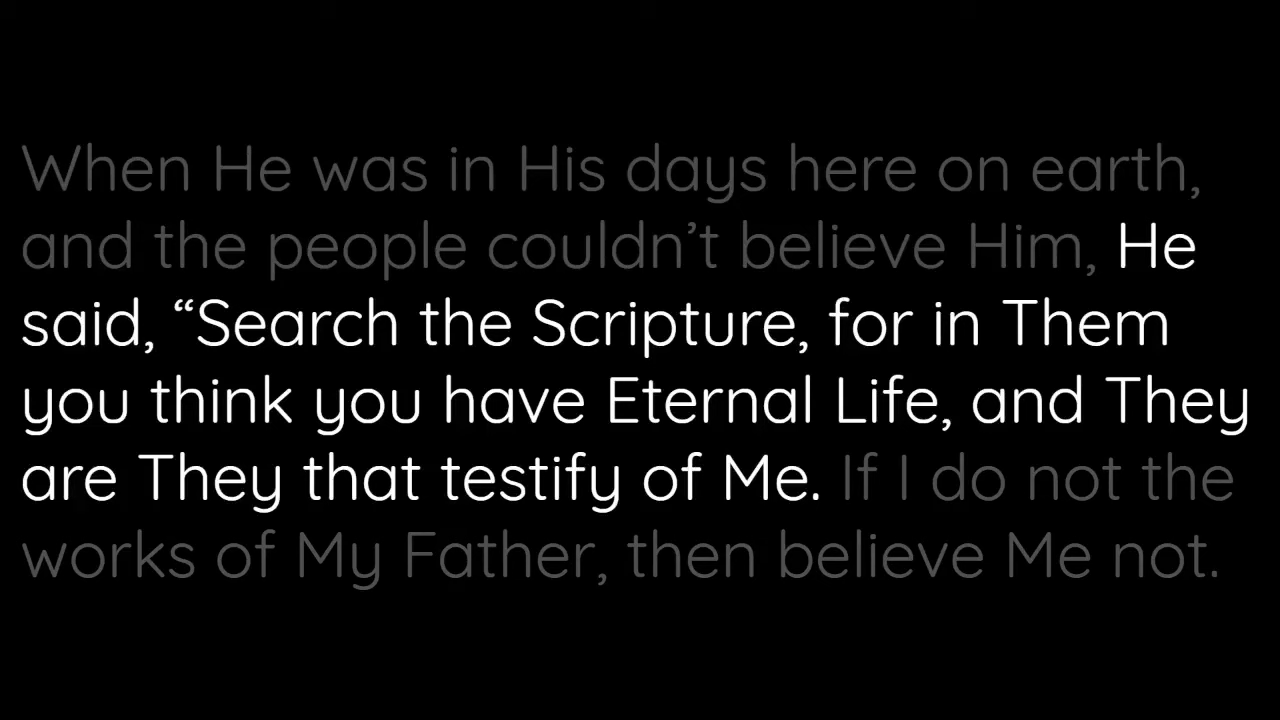 When He was in His days here on earth,
and the people couldn’t believe Him, He
said, “Search the Scripture, for in Them
you think you have Eternal Life, and They
are They that testify of Me. If I do not the
works of My Father, then believe Me not.